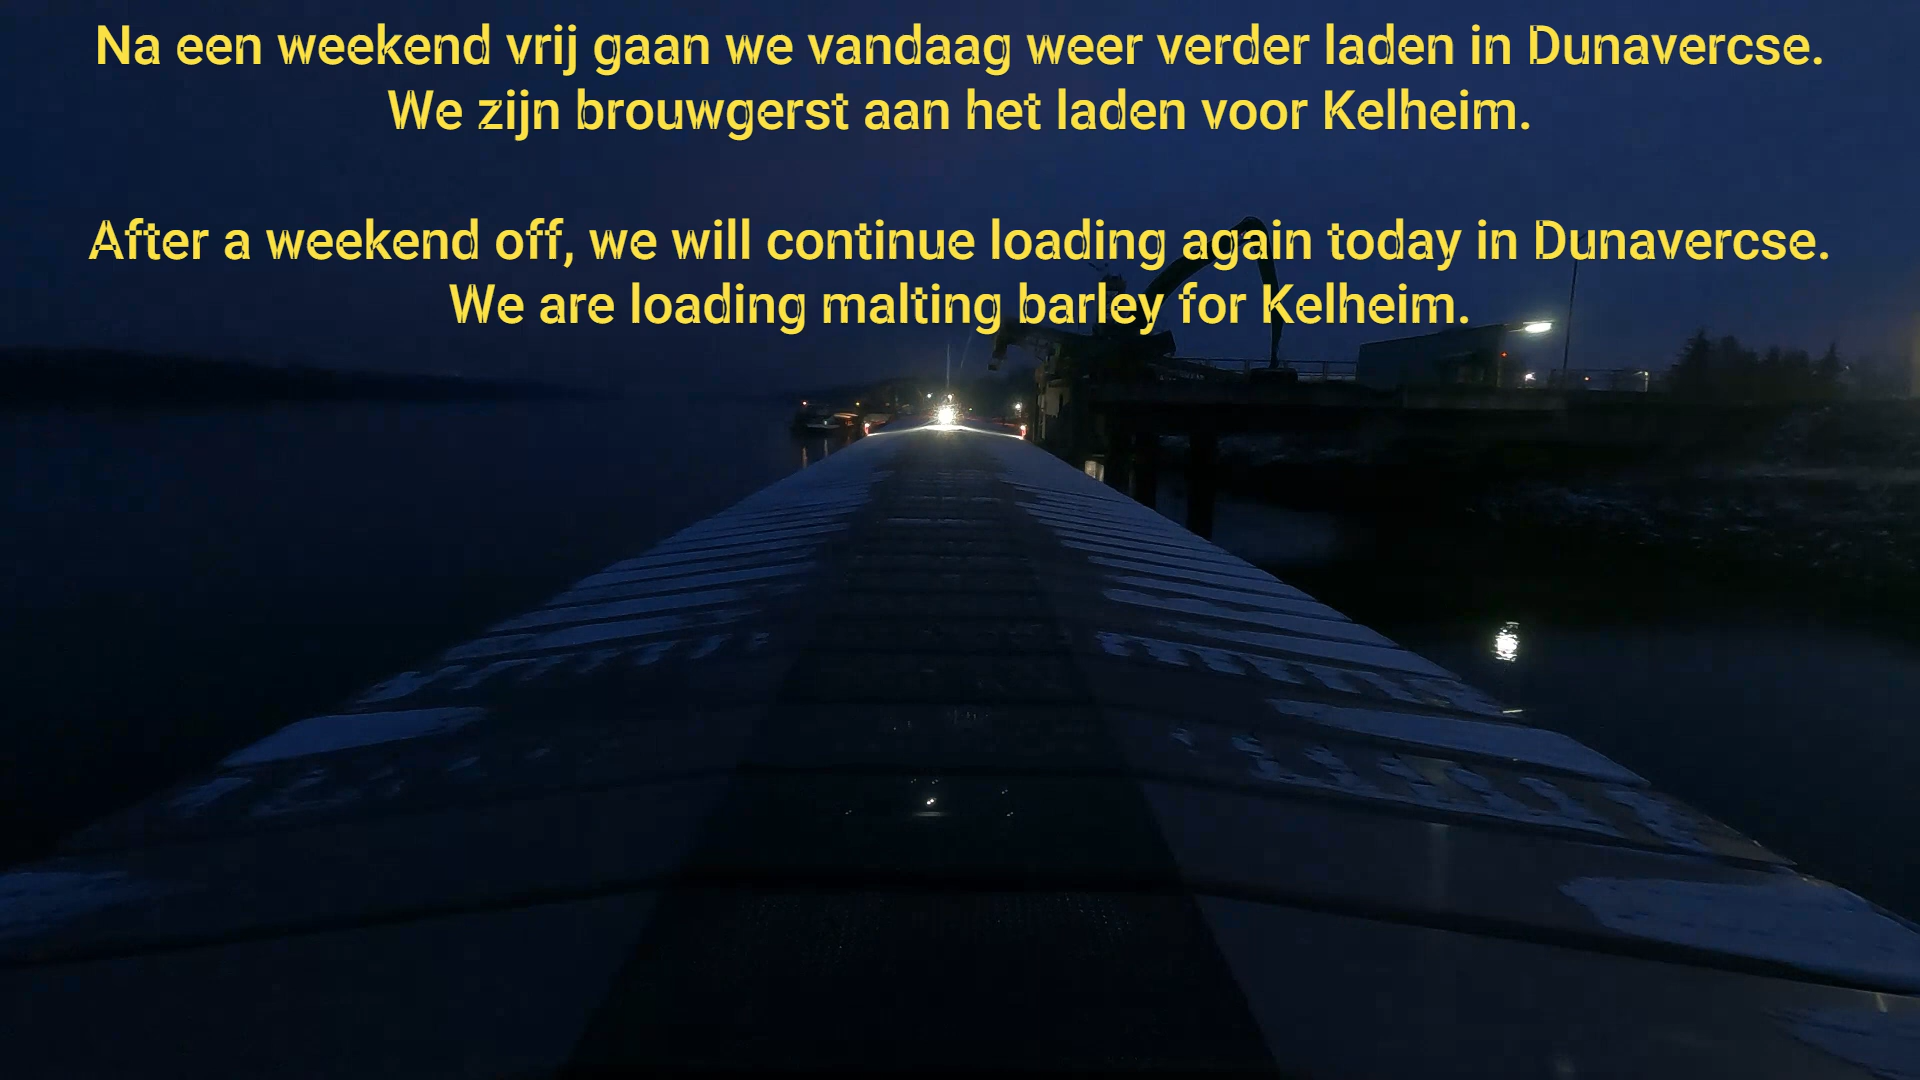 Na een weekend vrij gaan we vandaag weer verder laden in Dunavercse.
We zijn brouwgerst aan het laden voor Kelheim.
After a weekend off, we will continue loading again today in Dunavercse.
We are loading malting barley for Kelheim.